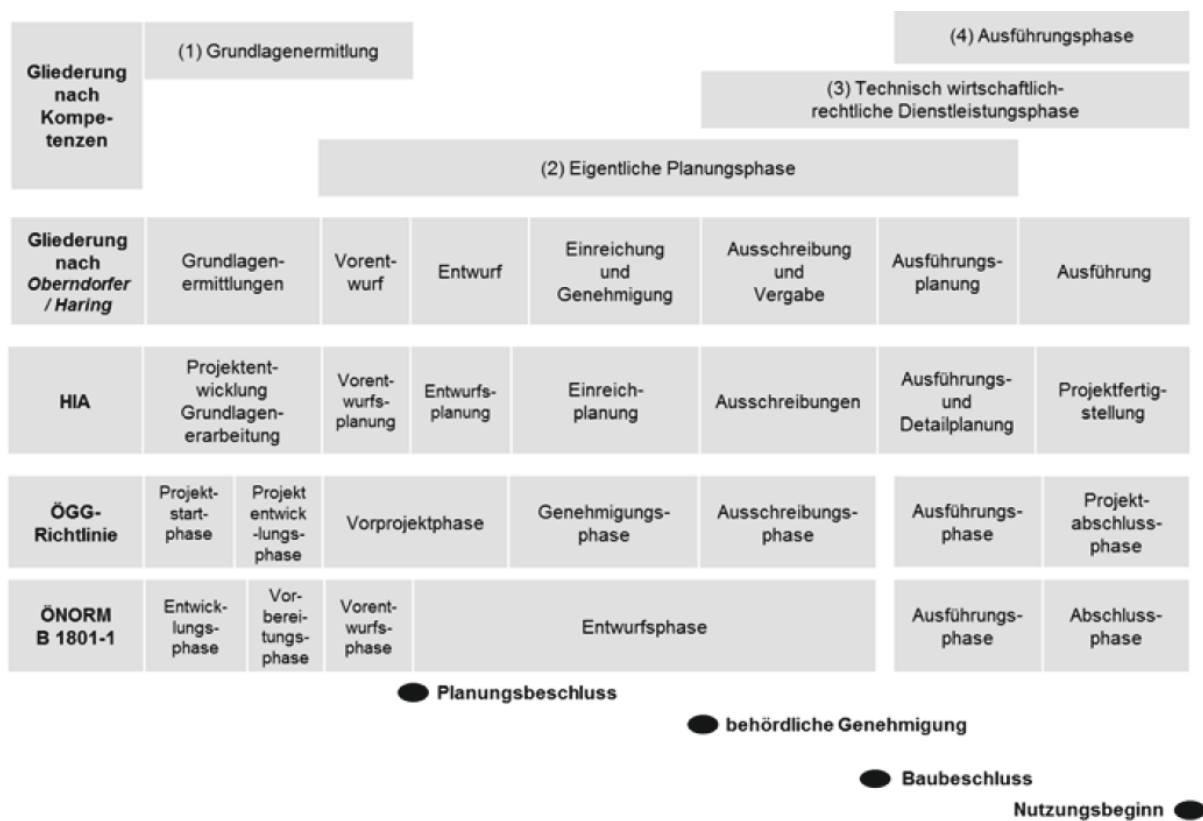 Gliederung
nach
Kompe-
tenzen
(1) Grundlagenermitlung
(4) Ausführungsphase
(3) Technisch wirtschaftlich-
rechtliche Dienstleistungsphase
(2) Eigentliche Planungsphase
Gliederung
nach
Oberndorfer
/ Haring
Grundlagen-
ermittlungen
Vorent-
wurf
Entwurf
Einreichung
und
Genehmigung
Ausschreibung
und
Vergabe
Ausführungs-
planung
Ausführung
HIA
Projektent-
wicklung
Grundlagen-
erarbeitung
Vorent-
wurfs-
planung
Entwurfs-
planung
Einreich-
planung
Ausschreibungen
Ausführungs-
und
Detailplanung
Projektfertig-
stellung
ÖGG-
Richtlinie
Projekt-
start-
phase
Projekt
entwick
-lungs-
phase
Vorprojektphase
Genehmigungs-
phase
Ausschreibungs-
phase
Ausführungs-
phase
Projekt-
abschluss-
phase
ÖNORM
B 1801-1
Entwick-
lungs-
phase
Vor-
berei-
tungs-
phase
Vorent-
wurfs-
phase
Entwurfsphase
Ausführungs-
phase
Abschluss-
phase
Planungsbeschluss
behördliche Genehmigung
Baubeschluss
Nutzungsbeginn